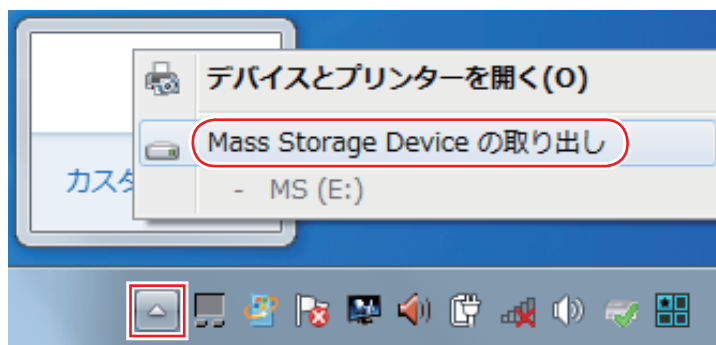 デバイスとプリンターを開く(O)
Mass Storage Device の取り出し
- MS (E:)
カスタ